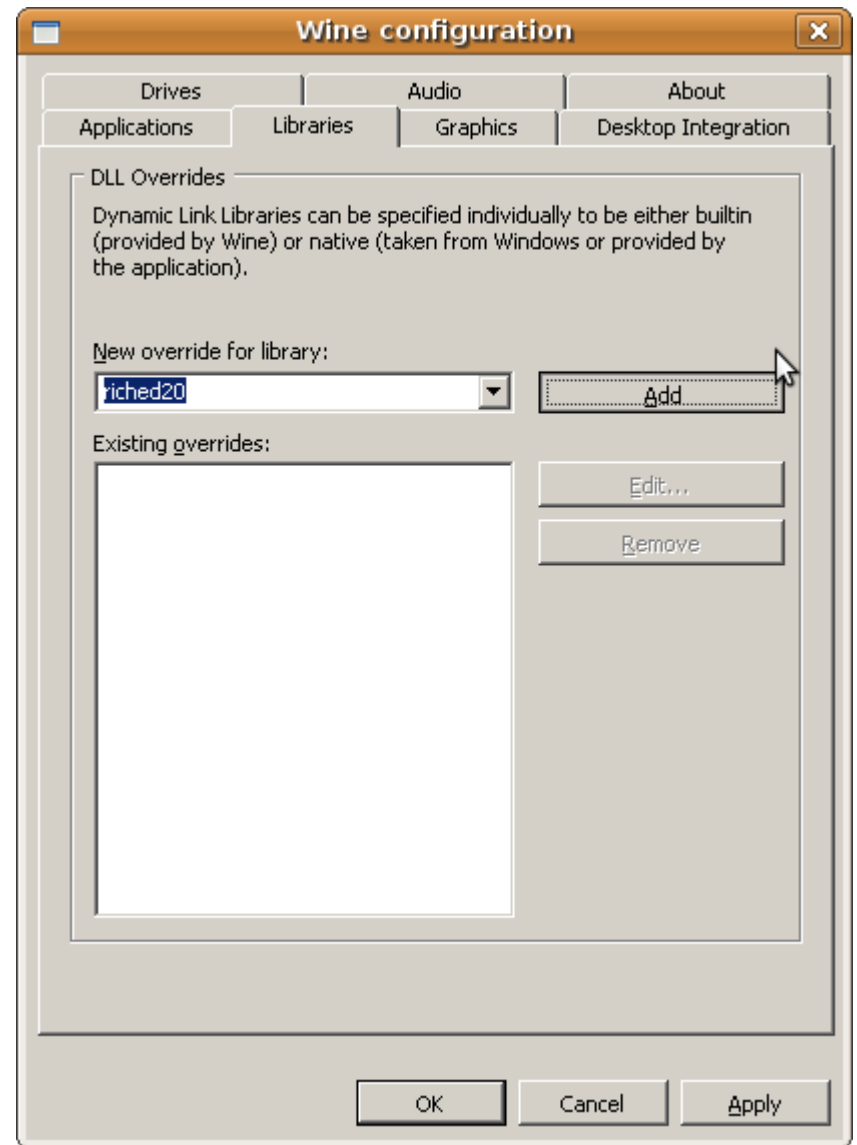 Wine configuration
Drives Audio About
Applications Libraries Graphics Desktop Integration
DLL Overrides
Dynamic Link Libraries can be specified individually to be either builtin
(provided by Wine) or native (taken from Windows or provided by
the application).
New override for library:
riched20 Add
Existing overrides:
Edit...
Remove
OK Cancel Apply